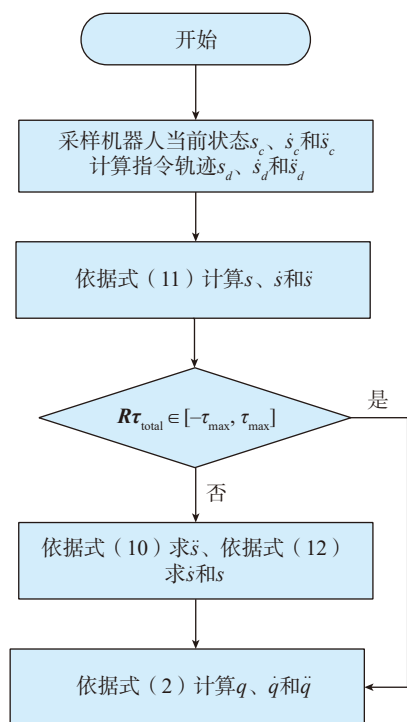 开始
采样机器人当前状态s_c、ṡ_c和s̈_c
计算指令轨迹s_d、ṡ_d和s̈_d
依据式（11）计算s、ṡ和s̈
Rτ_total∈[−τ_max, τ_max]
是
否
依据式（10）求s̈、依据式（12）
求ṡ和s
依据式（2）计算q、q̇和q̈